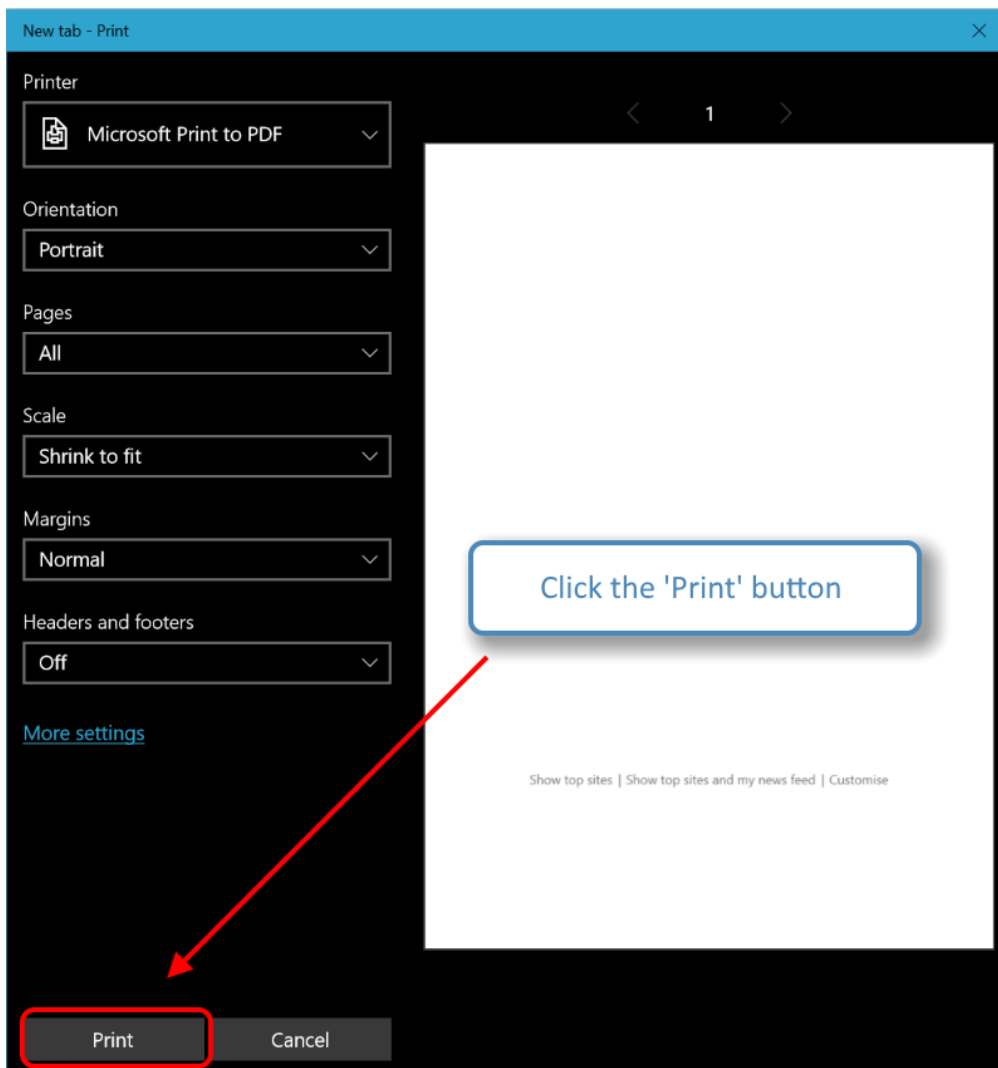 New tab - Print
Printer
Microsoft Print to PDF
Orientation
Portrait
Pages
All
Scale
Shrink to fit
Margins
Normal
Headers and footers
Off
More settings
Print Cancel
1
Click the 'Print' button
Show top sites | Show top sites and my news feed | Customise